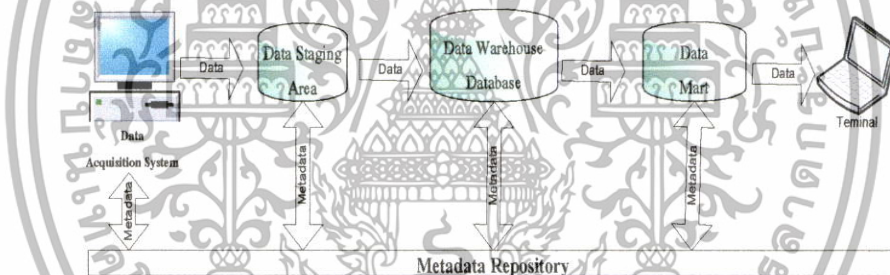 Data
Data Staging
Area
Data
Data Warehouse
Database
Data
Data
Mart
Data
Teminal
Data
Acquisition System
Metadata
Metadata
Metadata
Metadata
Metadata Repository